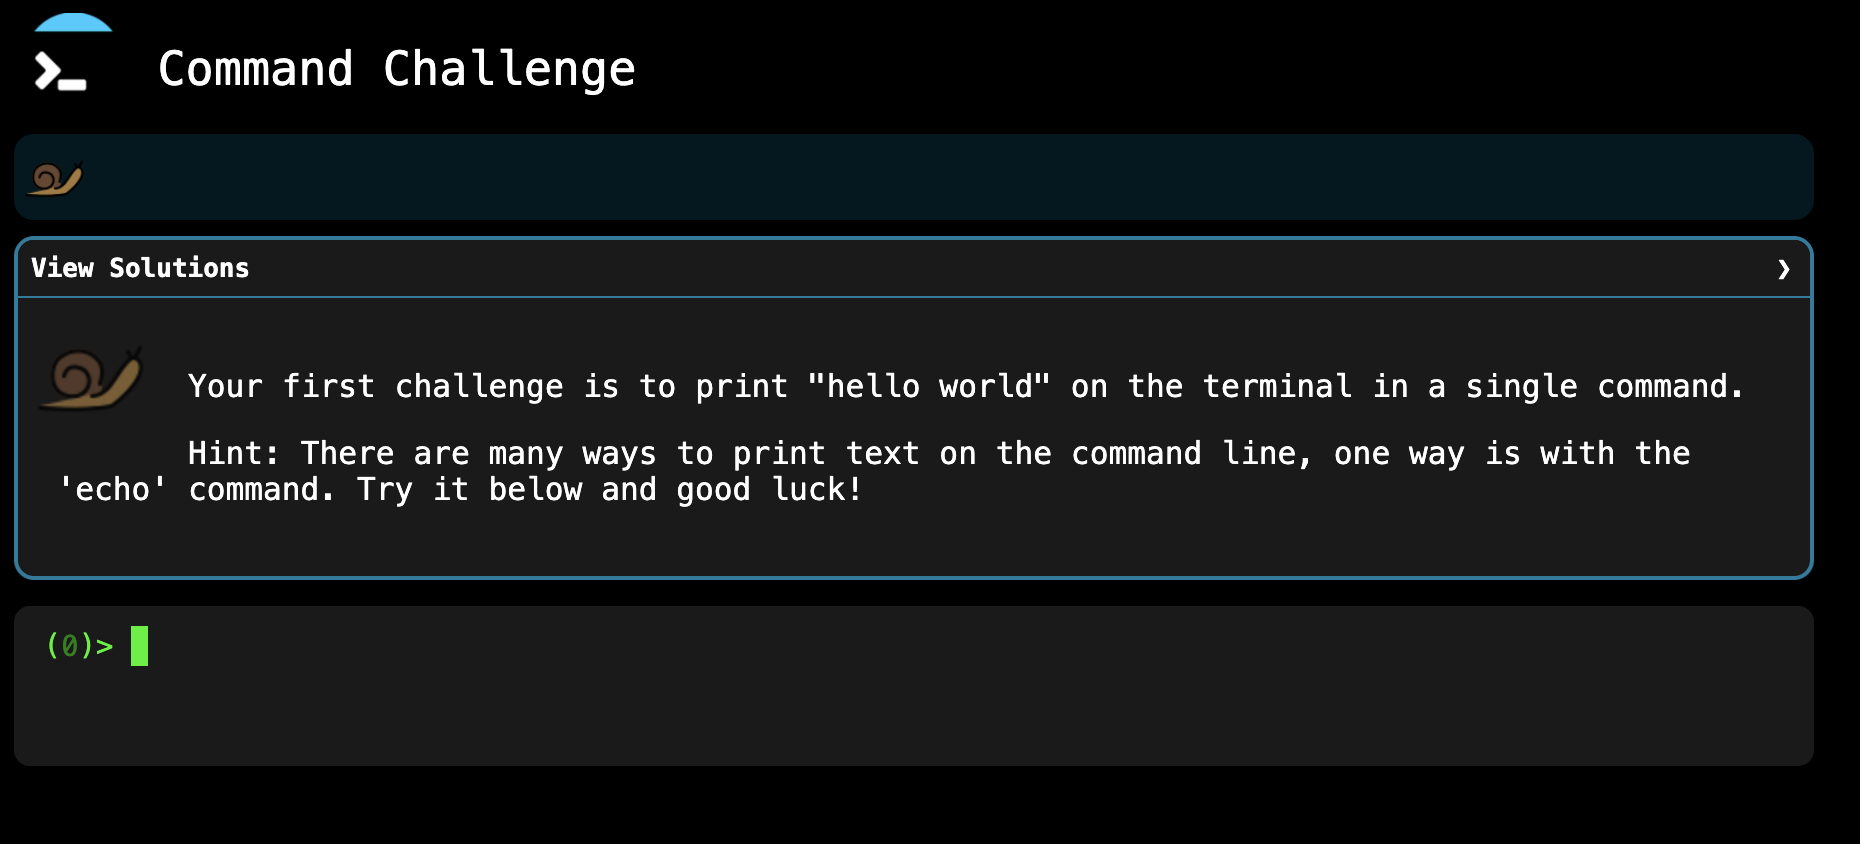 Command Challenge
View Solutions ❯
Your first challenge is to print "hello world" on the terminal in a single command.
Hint: There are many ways to print text on the command line, one way is with the
'echo' command. Try it below and good luck!
(0)>